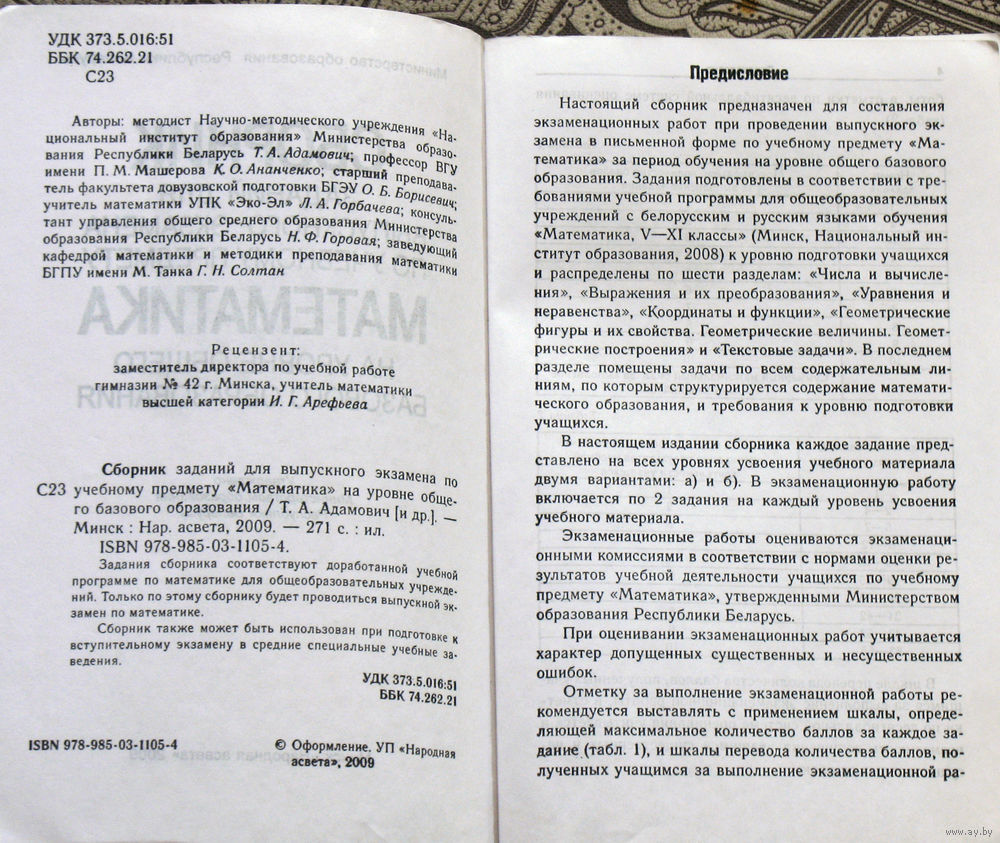 УДК 373.5.016:51
ББК 74.262.21
С23
Авторы: методист Научно-методического учреждения «На-
циональный институт образования» Министерства образо-
вания Республики Беларусь Т. А. Адамович; профессор ВГУ
имени П. М. Машерова К. О. Ананченко; старший преподава-
тель факультета довузовской подготовки БГЭУ О. Б. Борисевич;
учитель математики УПК «Эко-Эл» Л. А. Горбачева; консуль-
тант управления общего среднего образования Министерства
образования Республики Беларусь Н. Ф. Горовая; заведующий
кафедрой математики и методики преподавания математики
БГПУ имени М. Танка Г. Н. Солтан
Рецензент:
заместитель директора по учебной работе
гимназии № 42 г. Минска, учитель математики
высшей категории И. Г. Арефьева
Сборник заданий для выпускного экзамена по
С23 учебному предмету «Математика» на уровне обще-
го базового образования / Т. А. Адамович [и др.]. —
Минск : Нар. асвета, 2009. — 271 с. : ил.
ISBN 978-985-03-1105-4.
Задания сборника соответствуют доработанной учебной
программе по математике для общеобразовательных учрежде-
ний. Только по этому сборнику будет проводиться выпускной эк-
замен по математике.
Сборник также может быть использован при подготовке к
вступительному экзамену в средние специальные учебные за-
ведения.
УДК 373.5.016:51
ББК 74.262.21
ISBN 978-985-03-1105-4
© Оформление. УП «Народная
асвета», 2009
Предисловие
Настоящий сборник предназначен для составления
экзаменационных работ при проведении выпускного эк-
замена в письменной форме по учебному предмету «Ма-
тематика» за период обучения на уровне общего базового
образования. Задания подготовлены в соответствии с тре-
бованиями учебной программы для общеобразовательных
учреждений с белорусским и русским языками обучения
«Математика, V—XI классы» (Минск, Национальный ин-
ститут образования, 2008) к уровню подготовки учащихся
и распределены по шести разделам: «Числа и вычисле-
ния», «Выражения и их преобразования», «Уравнения и
неравенства», «Координаты и функции», «Геометрические
фигуры и их свойства. Геометрические величины. Геомет-
рические построения» и «Текстовые задачи». В последнем
разделе помещены задачи по всем содержательным ли-
ниям, по которым структурируется содержание математи-
ческого образования, и требования к уровню подготовки
учащихся.
В настоящем издании сборника каждое задание пред-
ставлено на всех уровнях усвоения учебного материала
двумя вариантами: а) и б). В экзаменационную работу
включается по 2 задания на каждый уровень усвоения
учебного материала.
Экзаменационные работы оцениваются экзаменаци-
онными комиссиями в соответствии с нормами оценки ре-
зультатов учебной деятельности учащихся по учебному
предмету «Математика», утвержденными Министерством
образования Республики Беларусь.
При оценивании экзаменационных работ учитывается
характер допущенных существенных и несущественных
ошибок.
Отметку за выполнение экзаменационной работы ре-
комендуется выставлять с применением шкалы, опреде-
ляющей максимальное количество баллов за каждое за-
дание (табл. 1), и шкалы перевода количества баллов, по-
лученных учащимся за выполнение экзаменационной ра-
www.ay.by